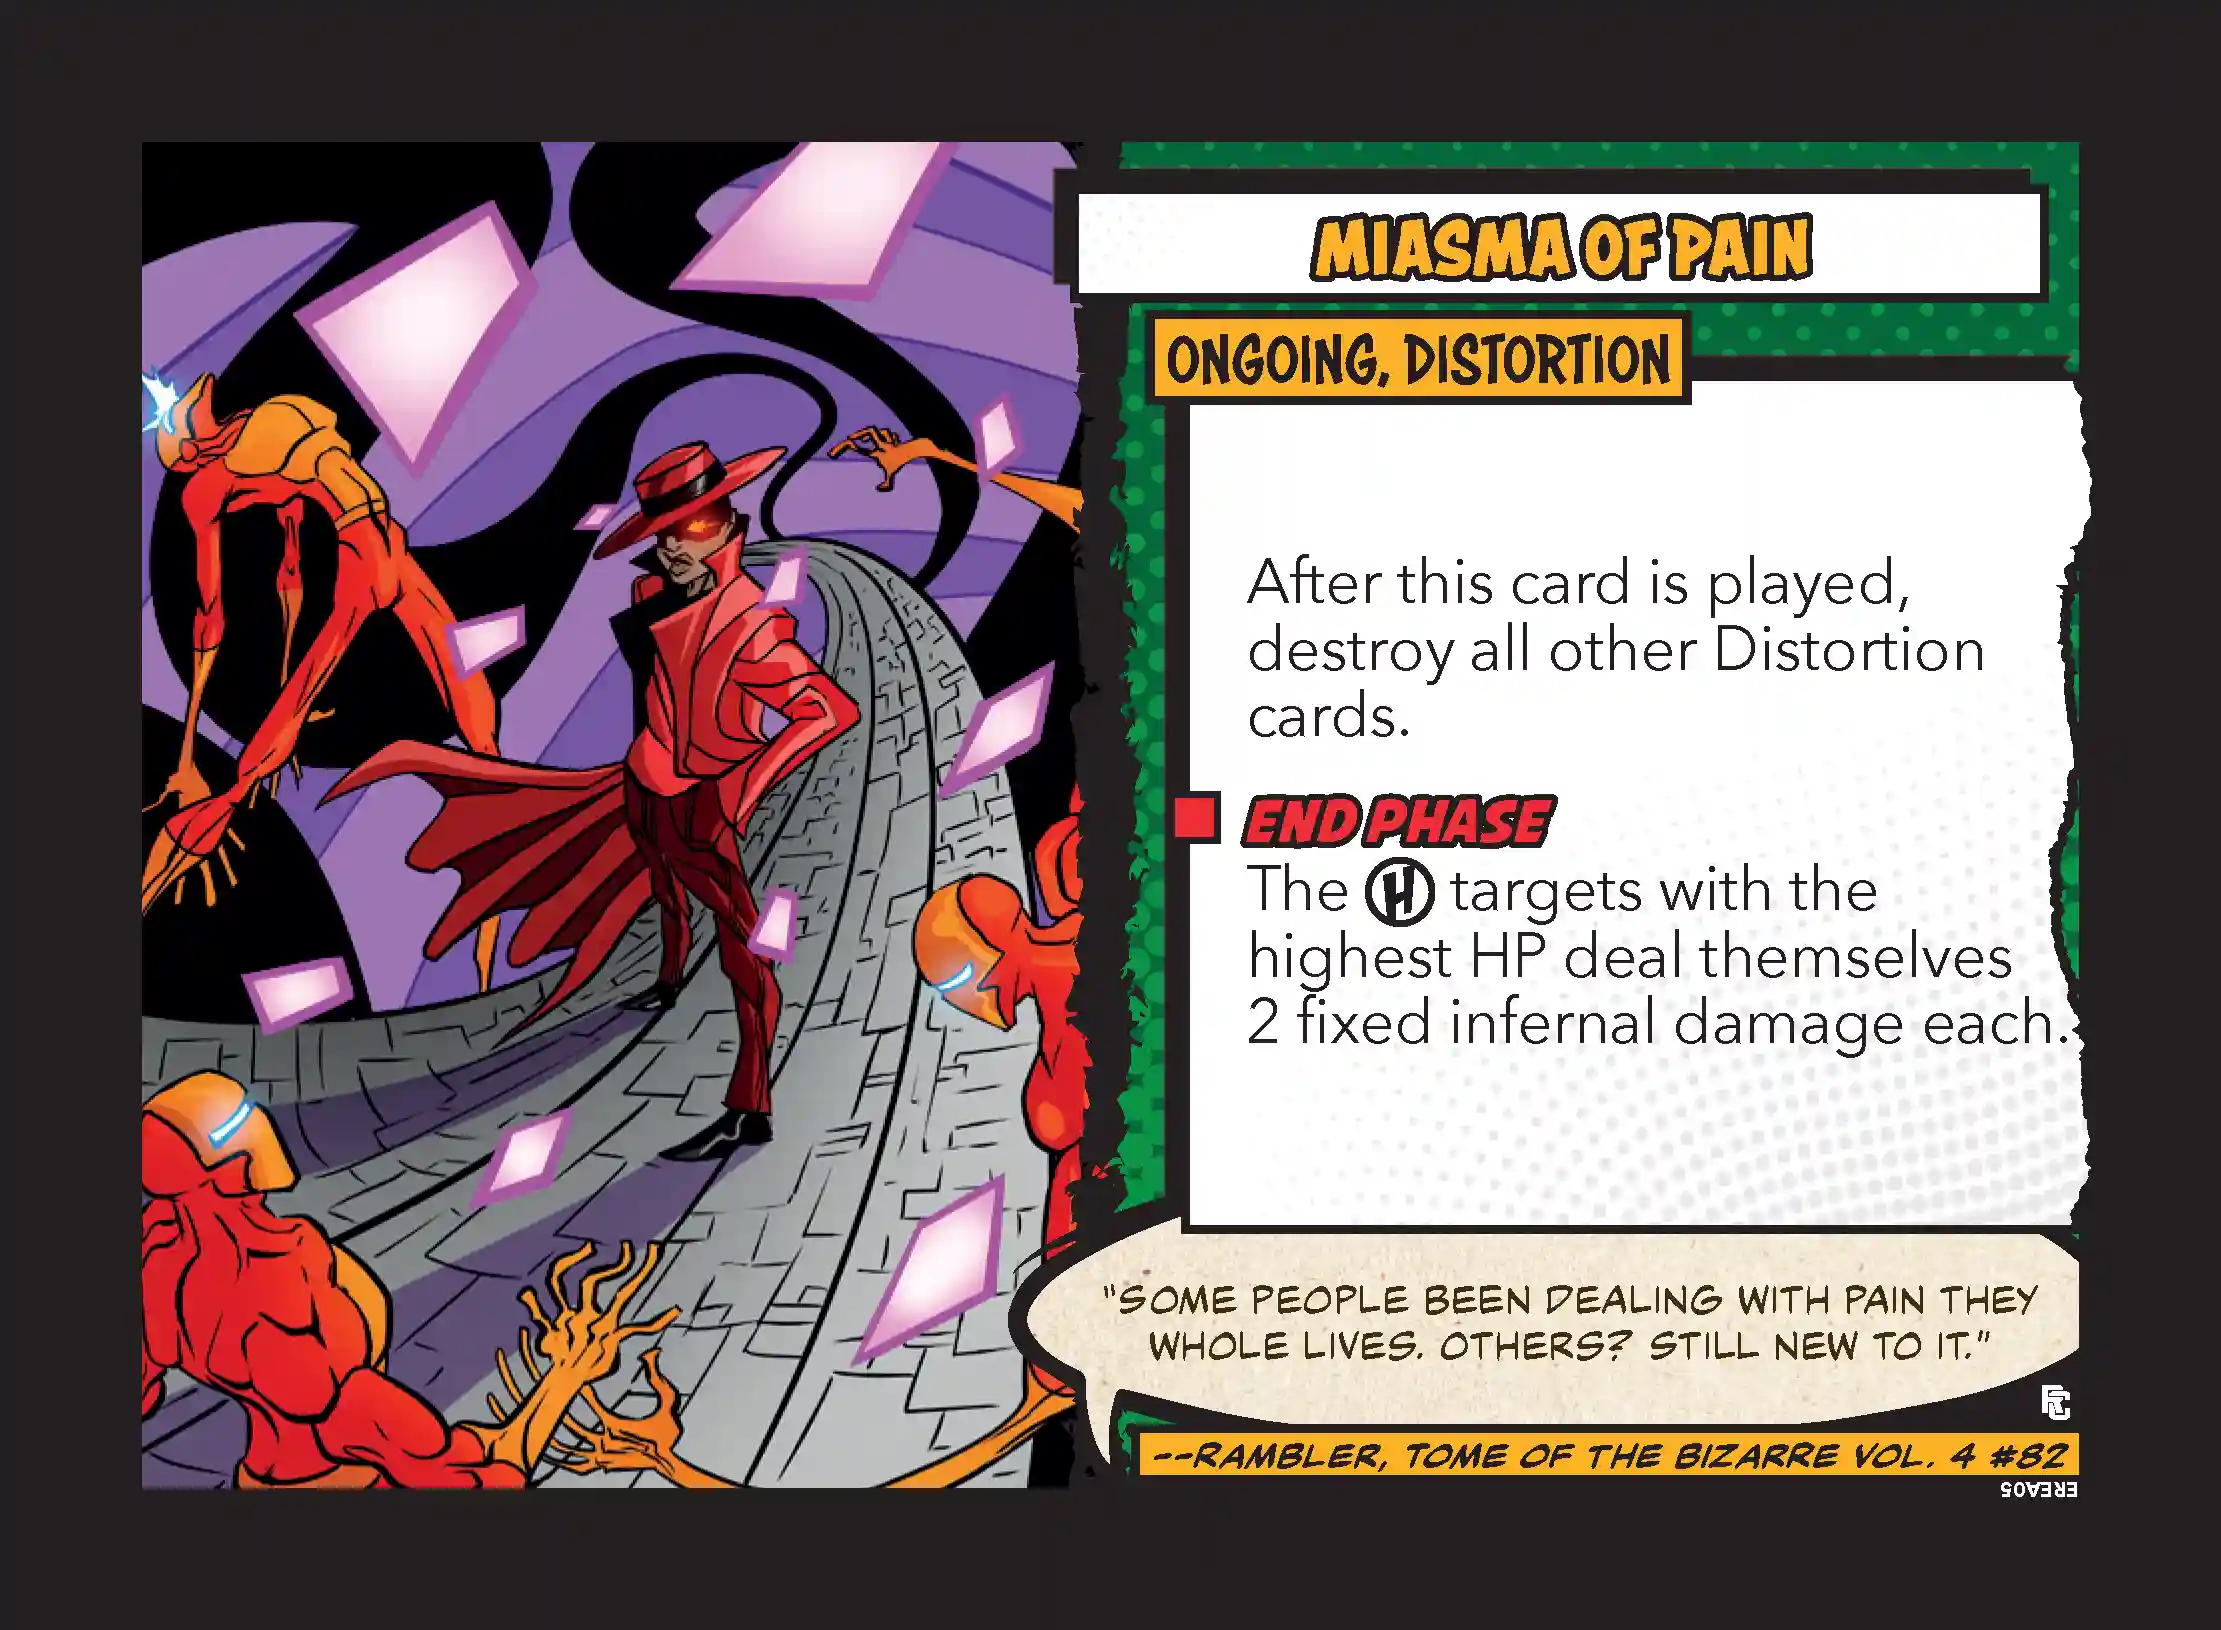 MIASMA OF PAIN
ONGOING, DISTORTION
After this card is played,
destroy all other Distortion
cards.
END PHASE
The Ⓗ targets with the
highest HP deal themselves
2 fixed infernal damage each.
"SOME PEOPLE BEEN DEALING WITH PAIN THEY
WHOLE LIVES. OTHERS? STILL NEW TO IT."
--RAMBLER, TOME OF THE BIZARRE VOL. 4 #82
EREA05